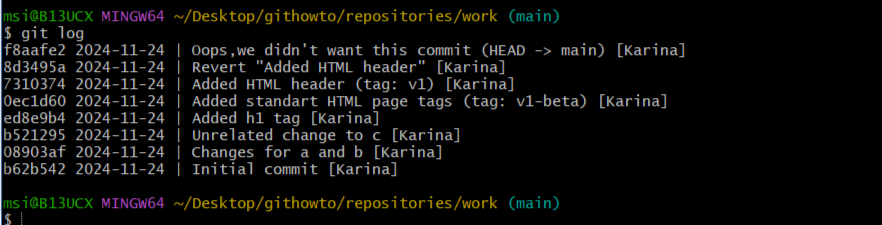 msi@B13UCX MINGW64 ~/Desktop/githowto/repositories/work (main)
$ git log
f8aafe2 2024-11-24 | Oops,we didn't want this commit (HEAD -> main) [Karina]
8d3495a 2024-11-24 | Revert "Added HTML header" [Karina]
7310374 2024-11-24 | Added HTML header (tag: v1) [Karina]
0ec1d60 2024-11-24 | Added standart HTML page tags (tag: v1-beta) [Karina]
ed8e9b4 2024-11-24 | Added h1 tag [Karina]
b521295 2024-11-24 | Unrelated change to c [Karina]
08903af 2024-11-24 | Changes for a and b [Karina]
b62b542 2024-11-24 | Initial commit [Karina]
msi@B13UCX MINGW64 ~/Desktop/githowto/repositories/work (main)
$